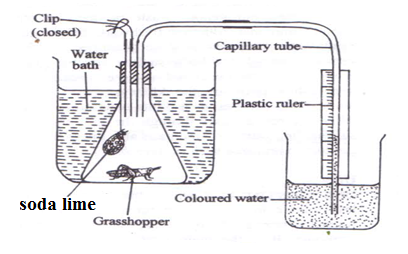 Clip
(closed)
Water
bath
Capillary tube
Plastic ruler
Coloured water
soda lime
Grasshopper